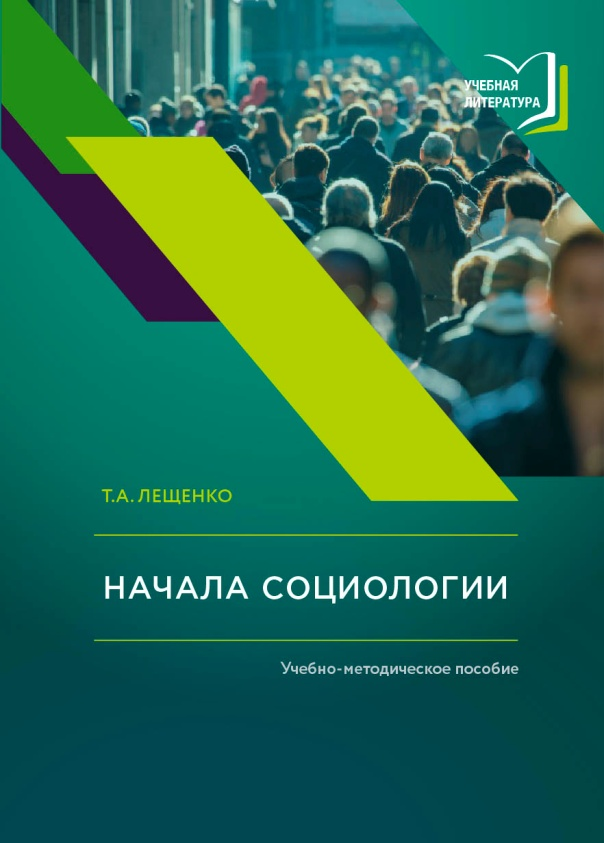 УЧЕБНАЯ
ЛИТЕРАТУРА
Т.А. ЛЕЩЕНКО
НАЧАЛА СОЦИОЛОГИИ
Учебно-методическое пособие